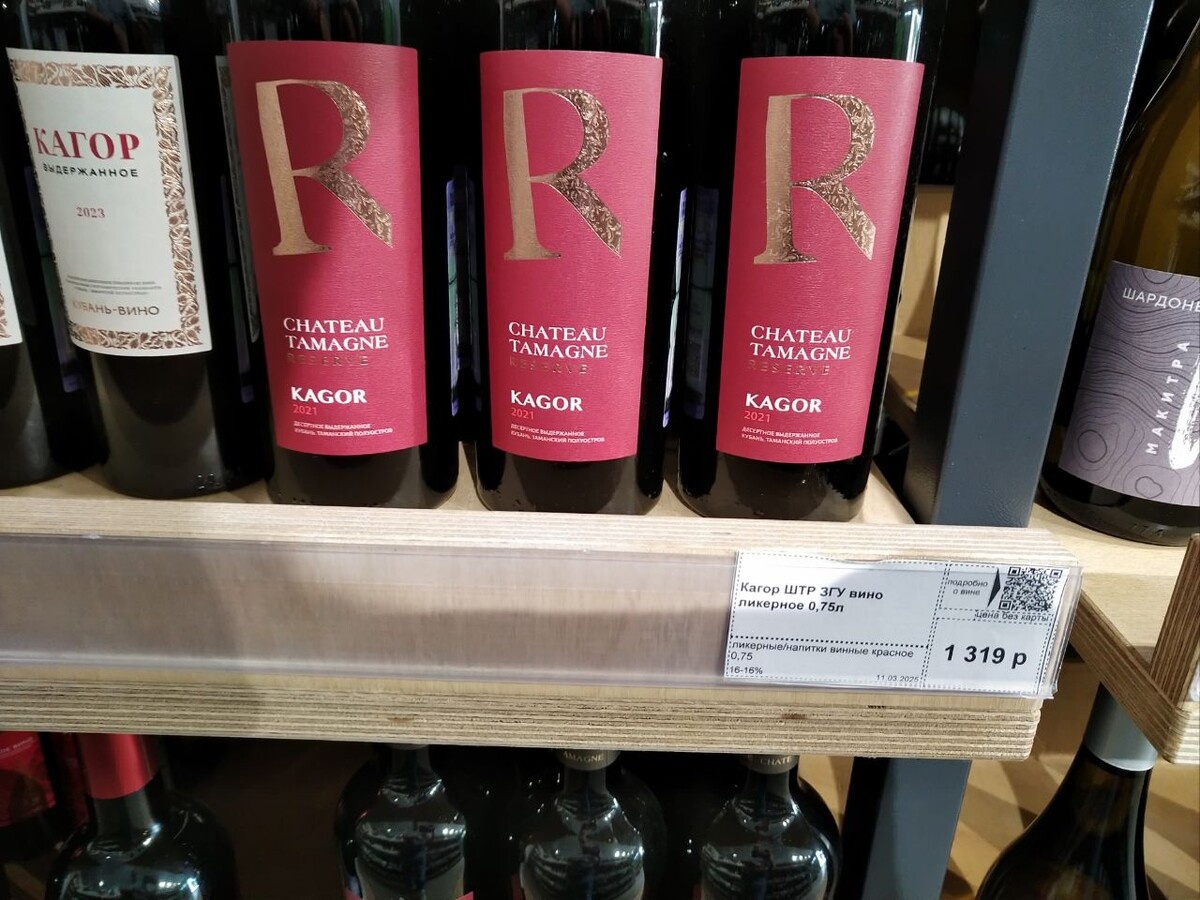 КАГОР
ВЫДЕРЖАННОЕ
2023
КУБАНЬ-ВИНО
R
CHATEAU
TAMAGNE
RESERVE
KAGOR
2021
ДЕСЕРТНОЕ ВЫДЕРЖАННОЕ
КУБАНЬ. ТАМАНСКИЙ ПОЛУОСТРОВ
R
CHATEAU
TAMAGNE
RESERVE
KAGOR
2021
ДЕСЕРТНОЕ ВЫДЕРЖАННОЕ
КУБАНЬ. ТАМАНСКИЙ ПОЛУОСТРОВ
R
CHATEAU
TAMAGNE
RESERVE
KAGOR
2021
ДЕСЕРТНОЕ ВЫДЕРЖАННОЕ
КУБАНЬ. ТАМАНСКИЙ ПОЛУОСТРОВ
ШАРДОНЕ
МАКИТРА
Кагор ШТР ЗГУ вино
ликерное 0,75л
подробно
о вине
цена без карты
1 319 р
ликерные/напитки винные красное
0,75
16-16%
11.03.2025
AMAGNE
CHATE